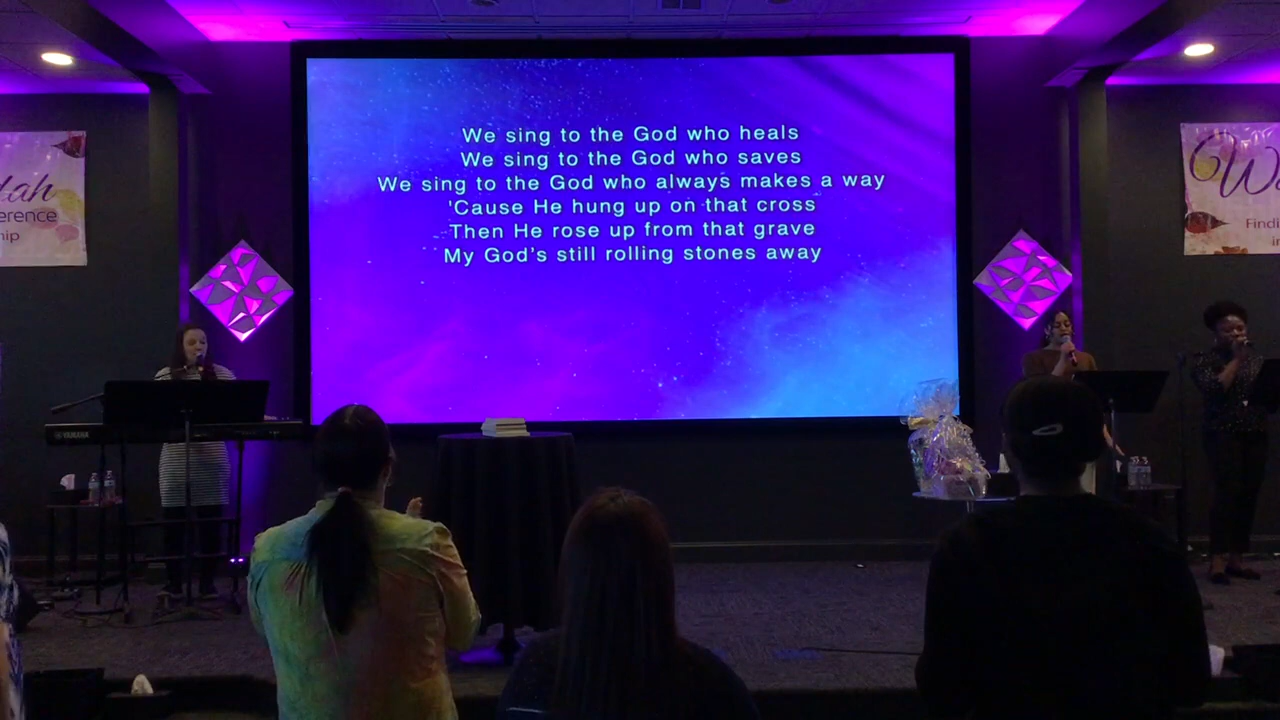 We sing to the God who heals
We sing to the God who saves
We sing to the God who always makes a way
'Cause He hung up on that cross
Then He rose up from that grave
My God's still rolling stones away
YAMAHA